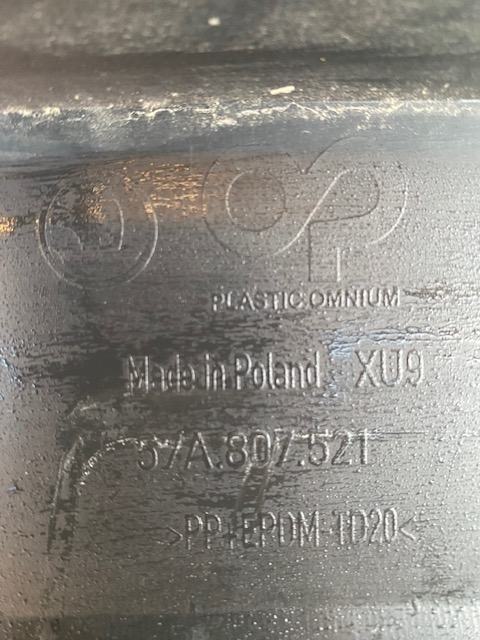 PLASTIC OMNIUM
Made in Poland XU9
57A.807.521
>PP+EPDM-TD20<